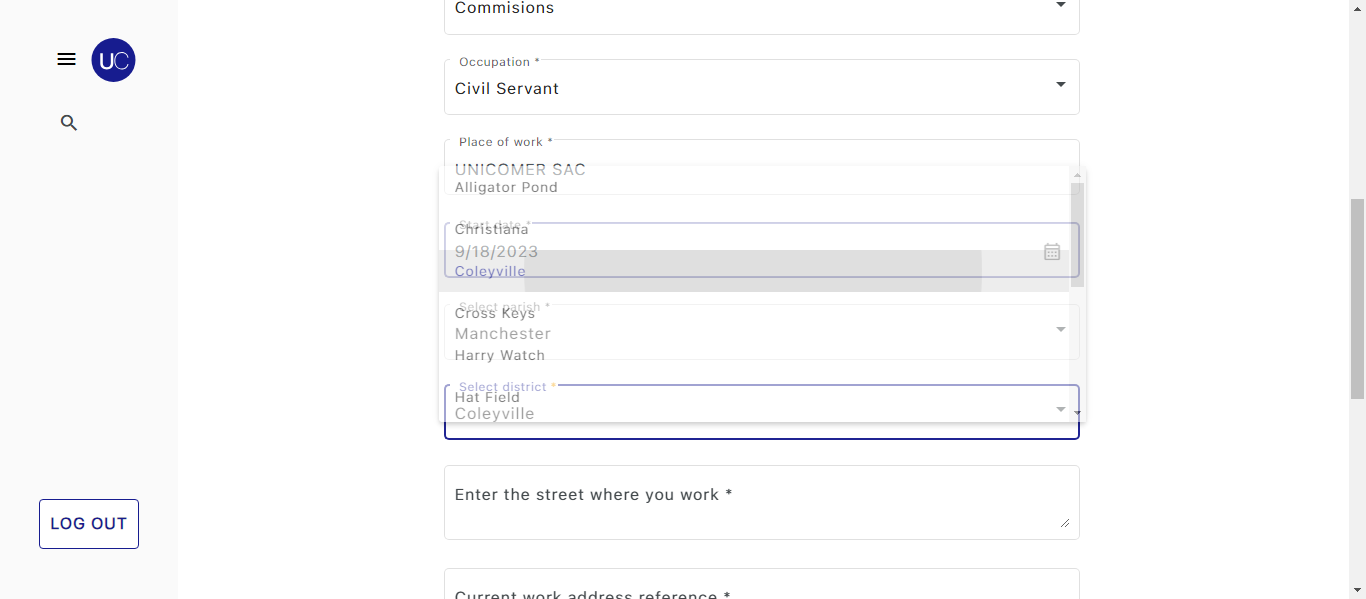 Commisions
UC
Occupation *
Civil Servant
Place of work *
UNICOMER SAC
Alligator Pond
Start date *
Christiana
9/18/2023
Coleyville
Select parish *
Cross Keys
Manchester
Harry Watch
Select district *
Hat Field
Coleyville
Enter the street where you work *
LOG OUT
Current work address reference *